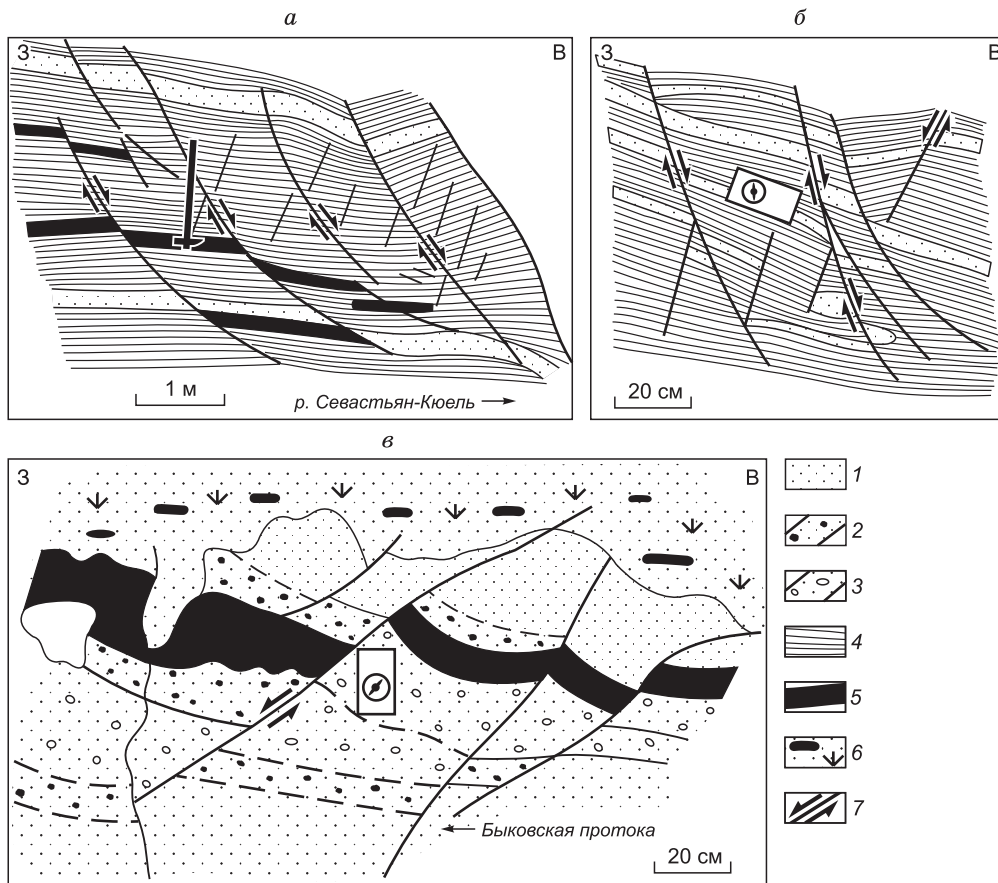 а
б
З
В
З
В
1 м
р. Севастьян-Кюель
20 см
в
З
В
1
2
3
4
5
6
7
Быковская протока
20 см